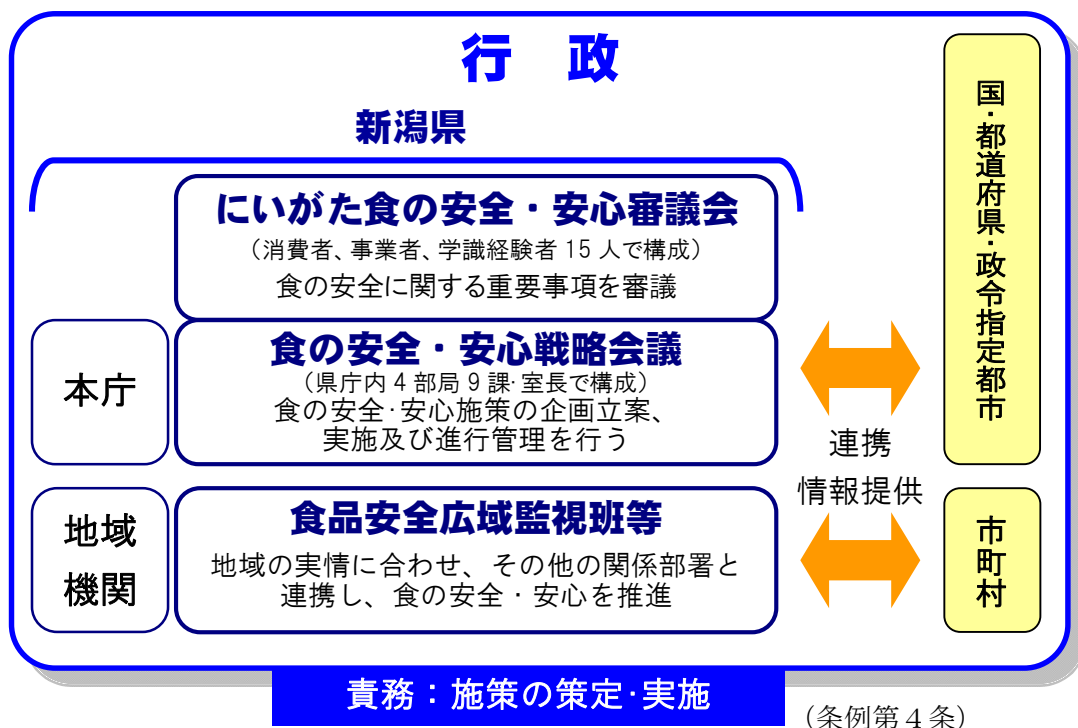 行　政
新潟県
にいがた食の安全・安心審議会
（消費者、事業者、学識経験者 15 人で構成）
食の安全に関する重要事項を審議
本庁
食の安全・安心戦略会議
（県庁内 4 部局 9 課･室長で構成）
食の安全･安心施策の企画立案、
実施及び進行管理を行う
地域
機関
食品安全広域監視班等
地域の実情に合わせ、その他の関係部署と
連携し、食の安全・安心を推進
連携
情報提供
国・都道府県・政令指定都市
市町村
責務：施策の策定･実施
（条例第４条）